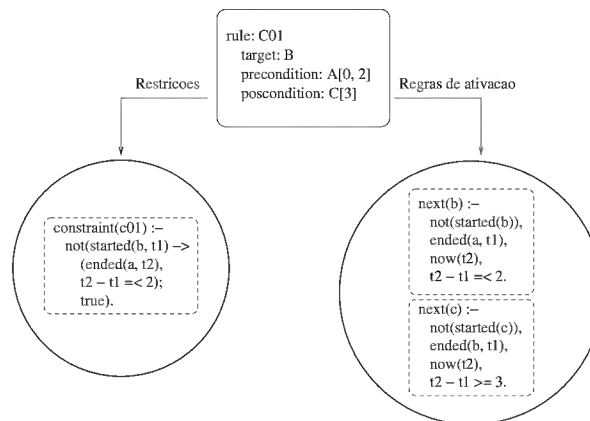 rule: C01
target: B
precondition: A[0, 2]
poscondition: C[3]
Restricoes
Regras de ativacao
constraint(c01) :−
not(started(b, t1) −>
(ended(a, t2),
t2 − t1 =< 2);
true).
next(b) :−
not(started(b)),
ended(a, t1),
now(t2),
t2 − t1 =< 2.
next(c) :−
not(started(c)),
ended(b, t1),
now(t2),
t2 − t1 >= 3.